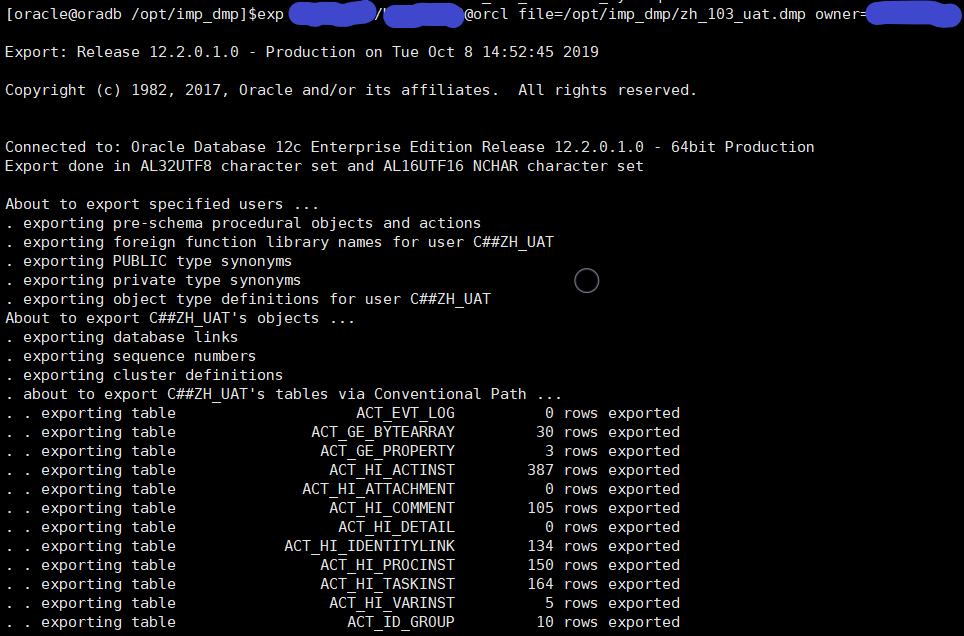 [oracle@oradb /opt/imp_dmp]$exp /@orcl file=/opt/imp_dmp/zh_103_uat.dmp owner=
Export: Release 12.2.0.1.0 - Production on Tue Oct 8 14:52:45 2019
Copyright (c) 1982, 2017, Oracle and/or its affiliates.  All rights reserved.
Connected to: Oracle Database 12c Enterprise Edition Release 12.2.0.1.0 - 64bit Production
Export done in AL32UTF8 character set and AL16UTF16 NCHAR character set
About to export specified users ...
. exporting pre-schema procedural objects and actions
. exporting foreign function library names for user C##ZH_UAT
. exporting PUBLIC type synonyms
. exporting private type synonyms
. exporting object type definitions for user C##ZH_UAT
About to export C##ZH_UAT's objects ...
. exporting database links
. exporting sequence numbers
. exporting cluster definitions
. about to export C##ZH_UAT's tables via Conventional Path ...
. . exporting table                    ACT_EVT_LOG          0 rows exported
. . exporting table               ACT_GE_BYTEARRAY         30 rows exported
. . exporting table                ACT_GE_PROPERTY          3 rows exported
. . exporting table                 ACT_HI_ACTINST        387 rows exported
. . exporting table              ACT_HI_ATTACHMENT          0 rows exported
. . exporting table                 ACT_HI_COMMENT        105 rows exported
. . exporting table                  ACT_HI_DETAIL          0 rows exported
. . exporting table            ACT_HI_IDENTITYLINK        134 rows exported
. . exporting table                ACT_HI_PROCINST        150 rows exported
. . exporting table                ACT_HI_TASKINST        164 rows exported
. . exporting table                 ACT_HI_VARINST          5 rows exported
. . exporting table                   ACT_ID_GROUP         10 rows exported